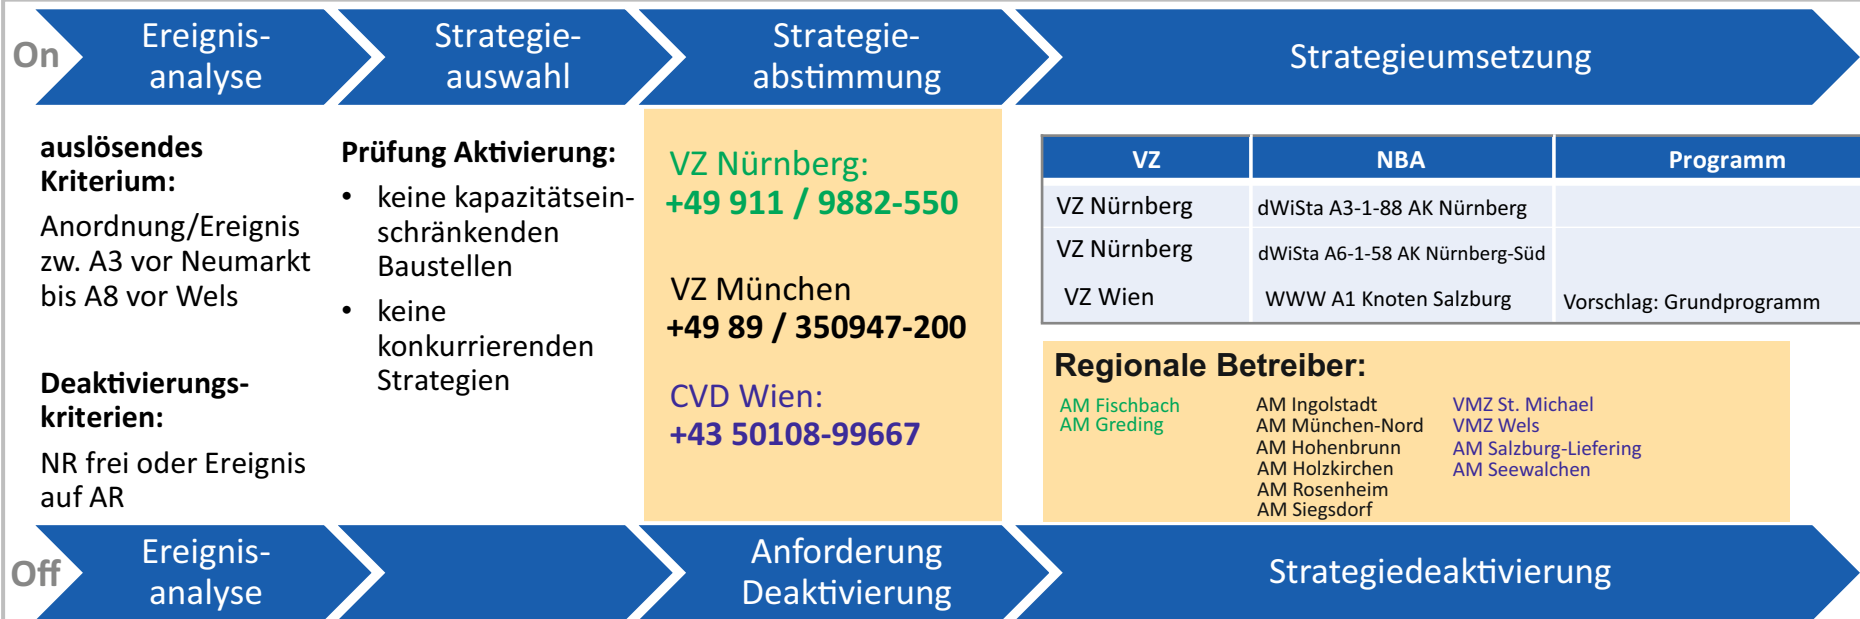 On
Ereignis-
analyse
Strategie-
auswahl
Strategie-
abstimmung
Strategieumsetzung
auslösendes
Kriterium:
Anordnung/Ereignis
zw. A3 vor Neumarkt
bis A8 vor Wels
Deaktivierungs-
kriterien:
NR frei oder Ereignis
auf AR
Prüfung Aktivierung:
• keine kapazitätsein-
schränkenden
Baustellen
• keine
konkurrierenden
Strategien
VZ Nürnberg:
+49 911 / 9882-550
VZ München
+49 89 / 350947-200
CVD Wien:
+43 50108-99667
VZ NBA Programm
VZ Nürnberg dWiSta A3-1-88 AK Nürnberg
VZ Nürnberg dWiSta A6-1-58 AK Nürnberg-Süd
VZ Wien WWW A1 Knoten Salzburg Vorschlag: Grundprogramm
Regionale Betreiber:
AM Fischbach
AM Greding
AM Ingolstadt
AM München-Nord
AM Hohenbrunn
AM Holzkirchen
AM Rosenheim
AM Siegsdorf
VMZ St. Michael
VMZ Wels
AM Salzburg-Liefering
AM Seewalchen
Off
Ereignis-
analyse
Anforderung
Deaktivierung
Strategiedeaktivierung